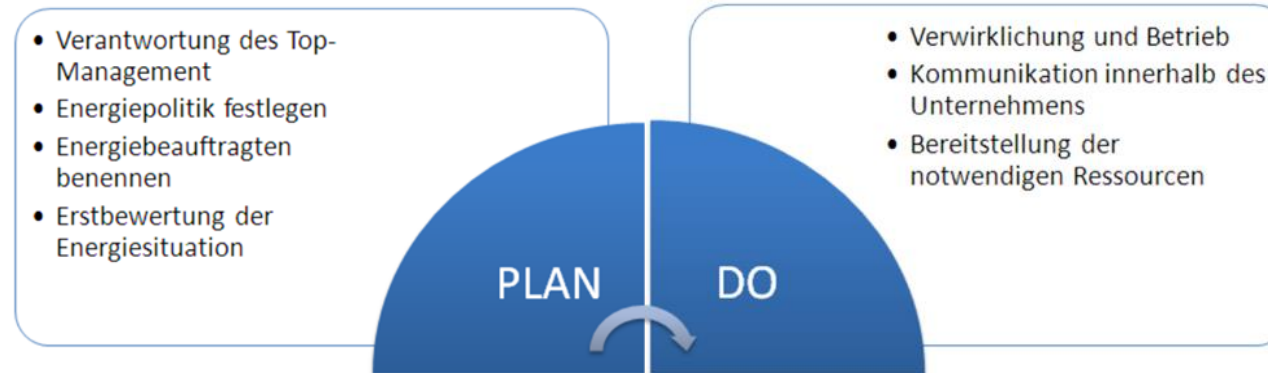 • Verantwortung des Top-
Management
• Energiepolitik festlegen
• Energiebeauftragten
benennen
• Erstbewertung der
Energiesituation
• Verwirklichung und Betrieb
• Kommunikation innerhalb des
Unternehmens
• Bereitstellung der
notwendigen Ressourcen
PLAN
DO